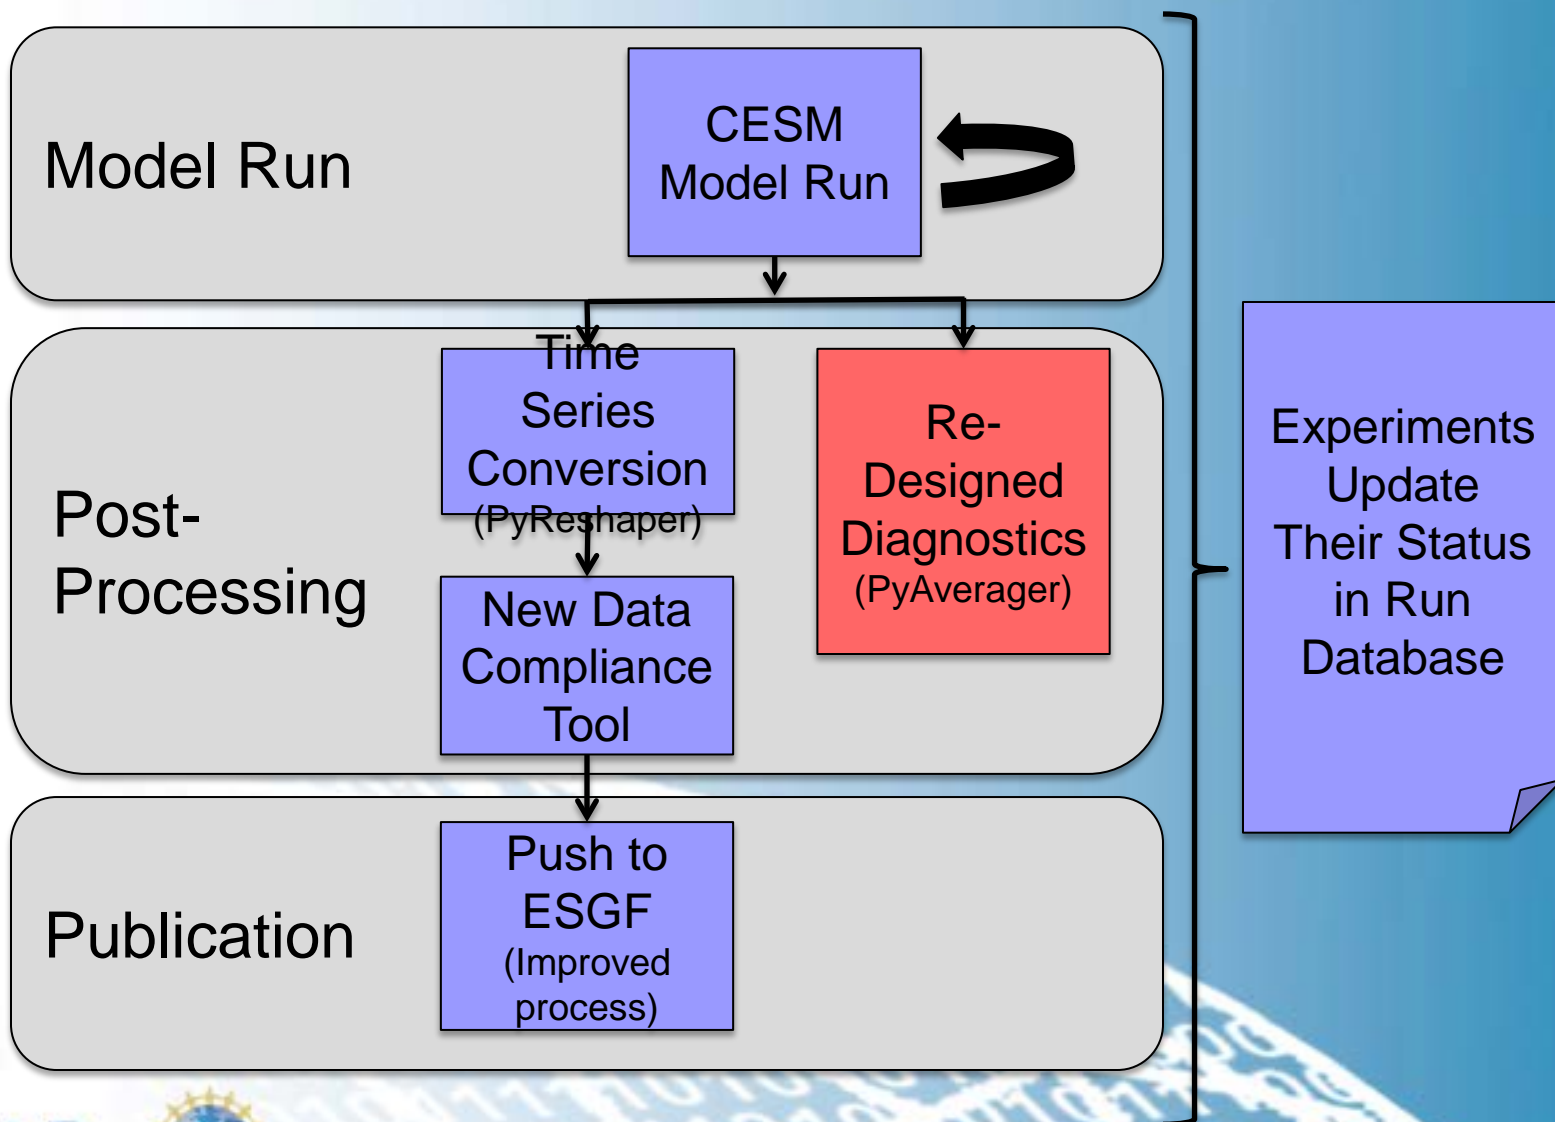 Model Run
CESM
Model Run
Post-
Processing
Time
Series
Conversion
(PyReshaper)
Re-
Designed
Diagnostics
(PyAverager)
New Data
Compliance
Tool
Publication
Push to
ESGF
(Improved
process)
Experiments
Update
Their Status
in Run
Database